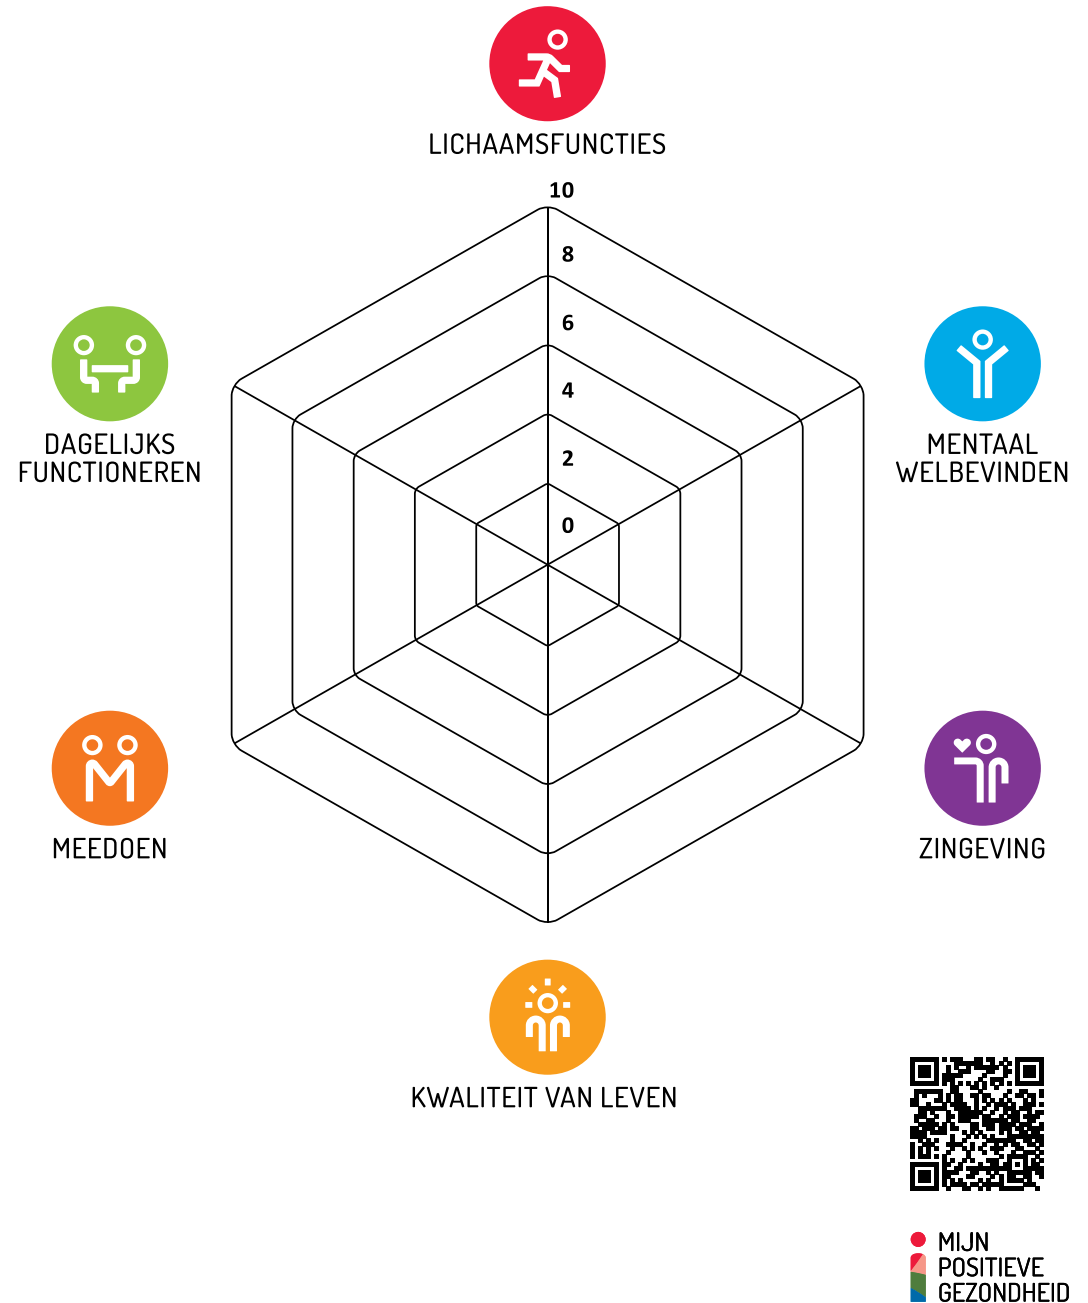 LICHAAMSFUNCTIES
10
8
6
4
2
0
DAGELIJKS
FUNCTIONEREN
MENTAAL
WELBEVINDEN
MEEDOEN
ZINGEVING
KWALITEIT VAN LEVEN
MIJN
POSITIEVE
GEZONDHEID